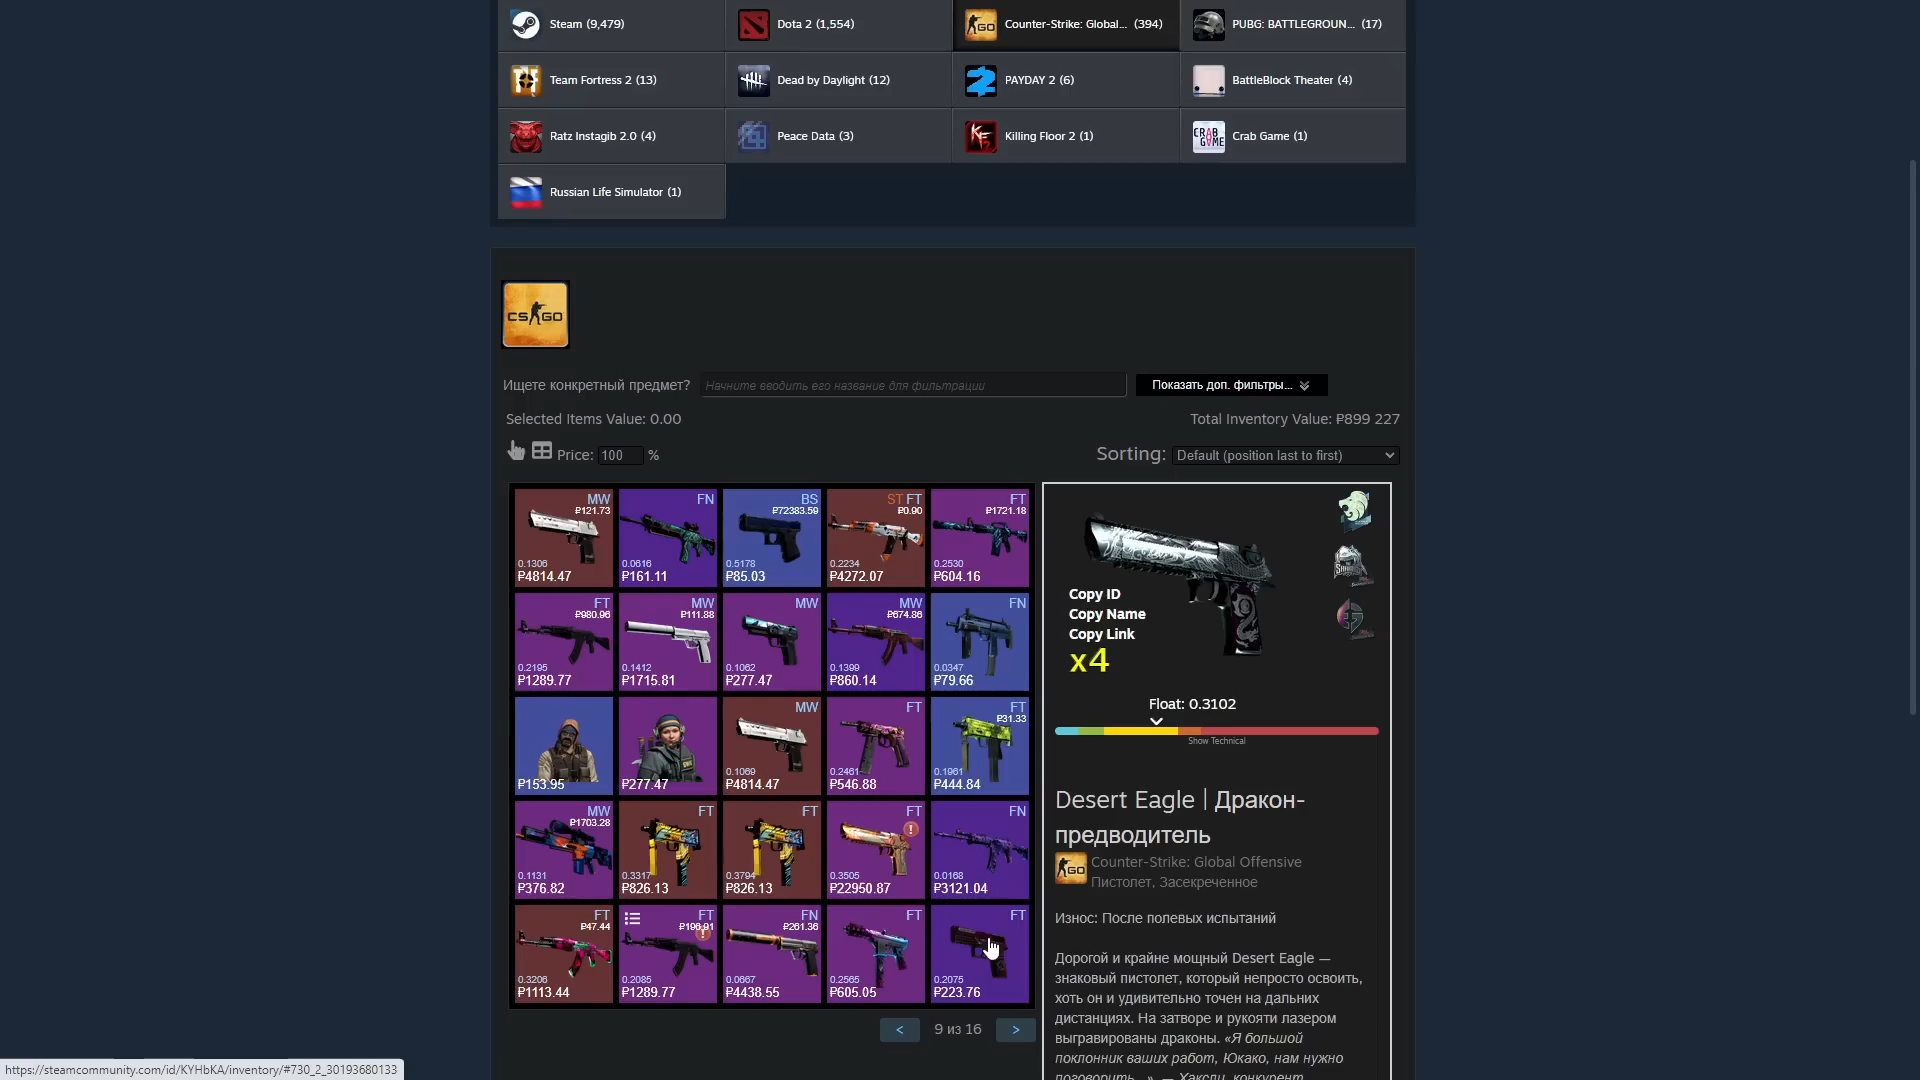 Steam (9,479)
Dota 2 (1,554)
Counter-Strike: Global... (394)
PUBG: BATTLEGROUN... (17)
Team Fortress 2 (13)
Dead by Daylight (12)
PAYDAY 2 (6)
BattleBlock Theater (4)
Ratz Instagib 2.0 (4)
Peace Data (3)
Killing Floor 2 (1)
Crab Game (1)
Russian Life Simulator (1)
CS GO
Ищете конкретный предмет?
Начните вводить его название для фильтрации
Показать доп. фильтры...
Selected Items Value: 0.00
Total Inventory Value: ₽899 227
Price: 100 %
Sorting: Default (position last to first)
MW ₽121.73 0.1306 ₽4814.47
FN 0.0616 ₽161.11
BS ₽72383.59 0.5178 ₽85.03
ST FT ₽0.90 0.2234 ₽4272.07
FT ₽1721.18 0.2530 ₽604.16
FT ₽980.96 0.2195 ₽1289.77
MW ₽111.88 0.1412 ₽1715.81
MW 0.1062 ₽277.47
MW ₽674.86 0.1399 ₽860.14
FN 0.0347 ₽79.66
₽153.95
₽277.47
MW 0.1069 ₽4814.47
FT 0.2461 ₽546.88
FT ₽31.33 0.1961 ₽444.84
MW ₽1703.28 0.1131 ₽376.82
FT 0.3317 ₽826.13
FT 0.3794 ₽826.13
FT 0.3505 ₽22950.87
FN 0.0168 ₽3121.04
FT ₽47.44 0.3206 ₽1113.44
FT ₽196.91 0.2085 ₽1289.77
FN ₽261.36 0.0667 ₽4438.55
FT 0.2565 ₽605.05
FT 0.2075 ₽223.76
< 9 из 16 >
Copy ID
Copy Name
Copy Link
x4
Float: 0.3102
Show Technical
Desert Eagle | Дракон-
предводитель
Counter-Strike: Global Offensive
Пистолет, Засекреченное
Износ: После полевых испытаний
Дорогой и крайне мощный Desert Eagle —
знаковый пистолет, который непросто освоить,
хоть он и удивительно точен на дальних
дистанциях. На затворе и рукояти лазером
выгравированы драконы. «Я большой
поклонник ваших работ, Юкако, нам нужно
поговорить...» — Хаксли, конкурент
https://steamcommunity.com/id/KYHbKA/inventory/#730_2_30193680133